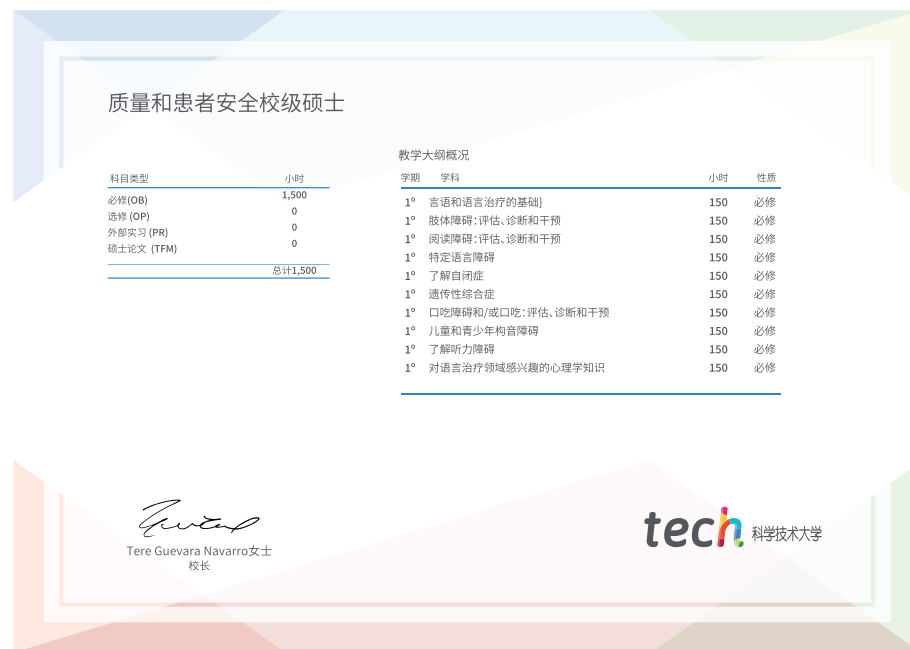 质量和患者安全校级硕士
科目类型 小时
必修(OB) 1,500
选修 (OP) 0
外部实习 (PR) 0
硕士论文 (TFM) 0
总计1,500
教学大纲概况
学期 学科 小时 性质
1º 言语和语言治疗的基础} 150 必修
1º 肢体障碍：评估、诊断和干预 150 必修
1º 阅读障碍：评估、诊断和干预 150 必修
1º 特定语言障碍 150 必修
1º 了解自闭症 150 必修
1º 遗传性综合症 150 必修
1º 口吃障碍和/或口吃：评估、诊断和干预 150 必修
1º 儿童和青少年构音障碍 150 必修
1º 了解听力障碍 150 必修
1º 对语言治疗领域感兴趣的心理学知识 150 必修
Tere Guevara Navarro女士
校长
tech 科学技术大学